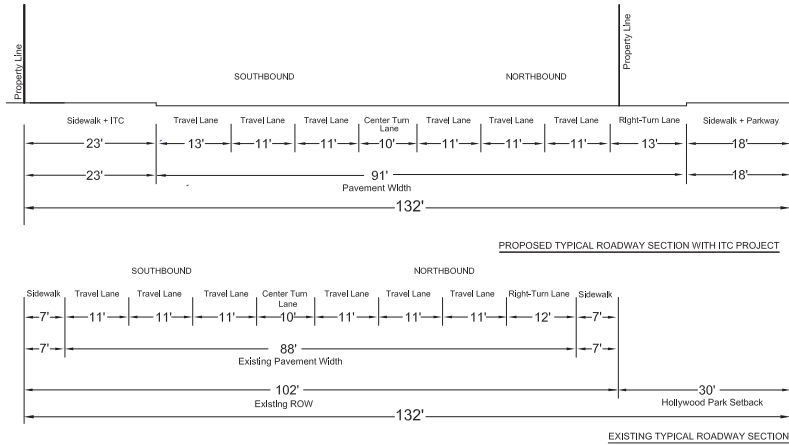 Property Line
Property Line
SOUTHBOUND NORTHBOUND
Sidewalk + ITC Travel Lane Travel Lane Travel Lane Center Turn Lane Travel Lane Travel Lane Travel Lane Right-Turn Lane Sidewalk + Parkway
23' 13' 11' 11' 10' 11' 11' 11' 13' 18'
23' 91' 18'
Pavement Width
132'
PROPOSED TYPICAL ROADWAY SECTION WITH ITC PROJECT
SOUTHBOUND NORTHBOUND
Sidewalk Travel Lane Travel Lane Travel Lane Center Turn Lane Travel Lane Travel Lane Travel Lane Right-Turn Lane Sidewalk
7' 11' 11' 11' 10' 11' 11' 11' 12' 7'
7' 88' 7'
Existing Pavement Width
102' 30'
Existing ROW Hollywood Park Setback
132'
EXISTING TYPICAL ROADWAY SECTION